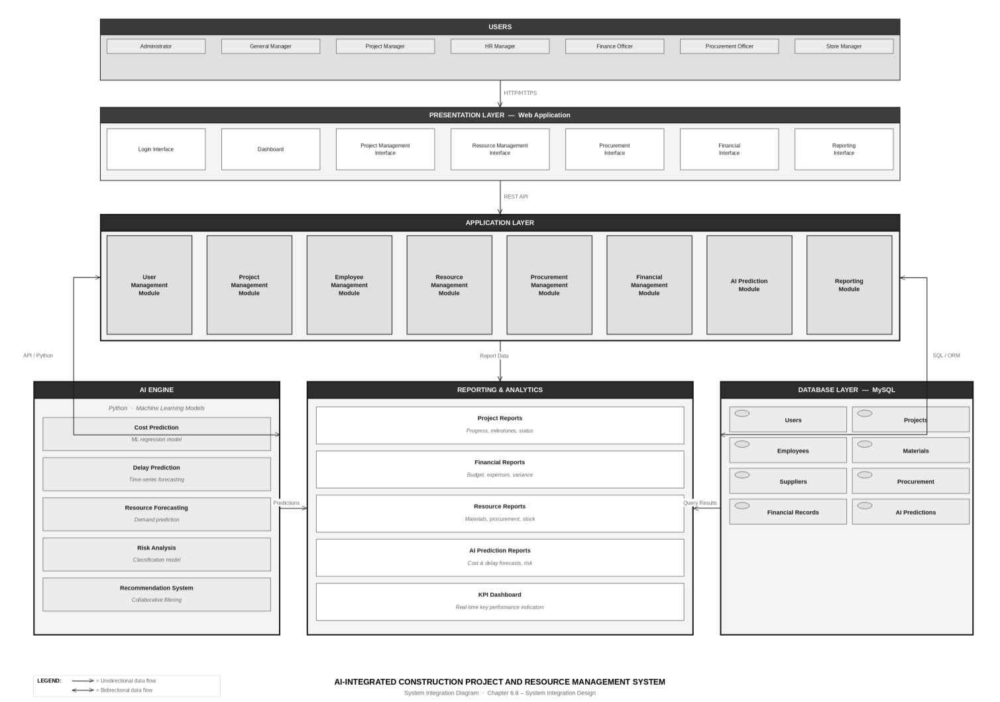 USERS
Administrator
General Manager
Project Manager
HR Manager
Finance Officer
Procurement Officer
Store Manager
HTTP/HTTPS
PRESENTATION LAYER — Web Application
Login Interface
Dashboard
Project Management
Interface
Resource Management
Interface
Procurement
Interface
Financial
Interface
Reporting
Interface
REST API
APPLICATION LAYER
User
Management
Module
Project
Management
Module
Employee
Management
Module
Resource
Management
Module
Procurement
Management
Module
Financial
Management
Module
AI Prediction
Module
Reporting
Module
API / Python
Report Data
SQL / ORM
AI ENGINE
Python · Machine Learning Models
Cost Prediction
ML regression model
Delay Prediction
Time-series forecasting
Resource Forecasting
Demand prediction
Risk Analysis
Classification model
Recommendation System
Collaborative filtering
Predictions
REPORTING & ANALYTICS
Project Reports
Progress, milestones, status
Financial Reports
Budget, expenses, variance
Resource Reports
Materials, procurement, stock
AI Prediction Reports
Cost & delay forecasts, risk
KPI Dashboard
Real-time key performance indicators
Query Results
DATABASE LAYER — MySQL
Users
Projects
Employees
Materials
Suppliers
Procurement
Financial Records
AI Predictions
LEGEND:
= Unidirectional data flow
= Bidirectional data flow
AI-INTEGRATED CONSTRUCTION PROJECT AND RESOURCE MANAGEMENT SYSTEM
System Integration Diagram · Chapter 6.8 – System Integration Design